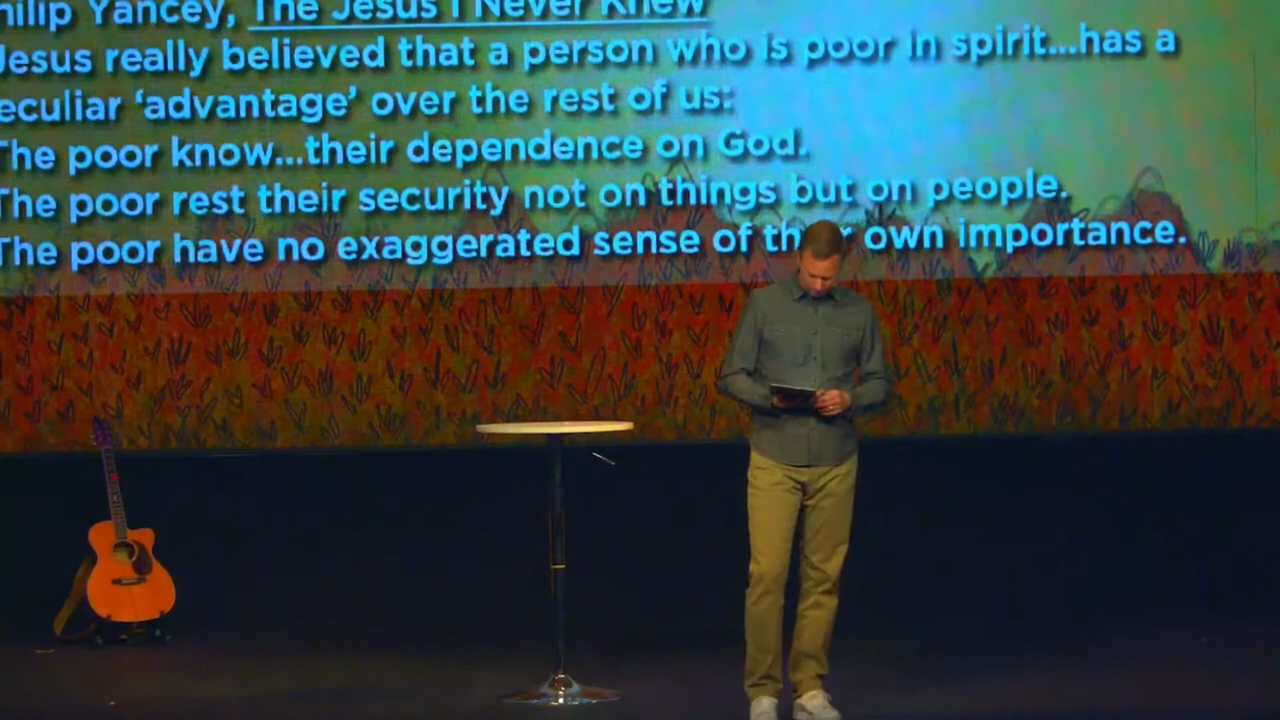 hilip Yancey, The Jesus I Never Knew
Jesus really believed that a person who is poor in spirit...has a
eculiar ‘advantage’ over the rest of us:
The poor know...their dependence on God.
The poor rest their security not on things but on people.
The poor have no exaggerated sense of their own importance.